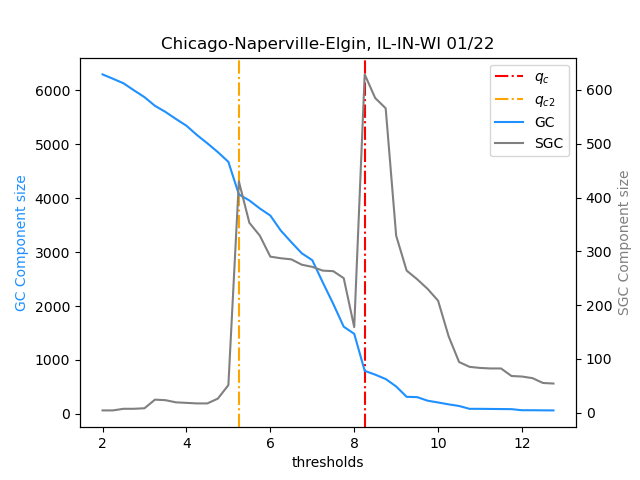 Chicago-Naperville-Elgin, IL-IN-WI 01/22
q_c
q_{c2}
GC
SGC
GC Component size
6000
5000
4000
3000
2000
1000
0
600
500
400
300
200
100
0
SGC Component size
2
4
6
8
10
12
thresholds